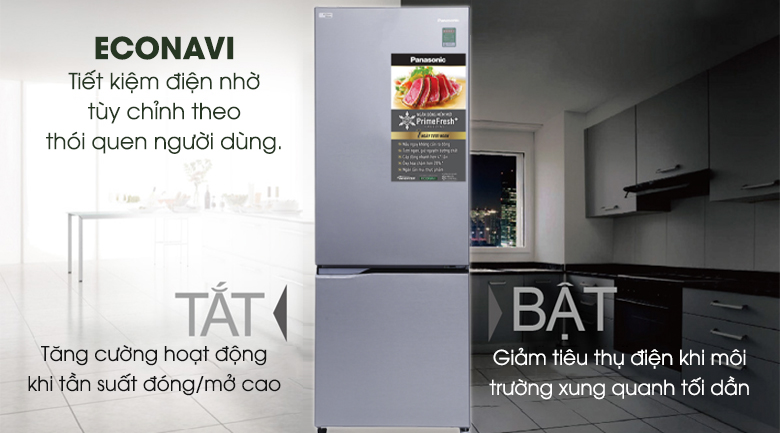 ECONAVI
Tiết kiệm điện nhờ
tùy chỉnh theo
thói quen người dùng.
Panasonic
Panasonic
PrimeFresh+
TẮT
Tăng cường hoạt động
khi tần suất đóng/mở cao
BẬT
Giảm tiêu thụ điện khi môi
trường xung quanh tối dần